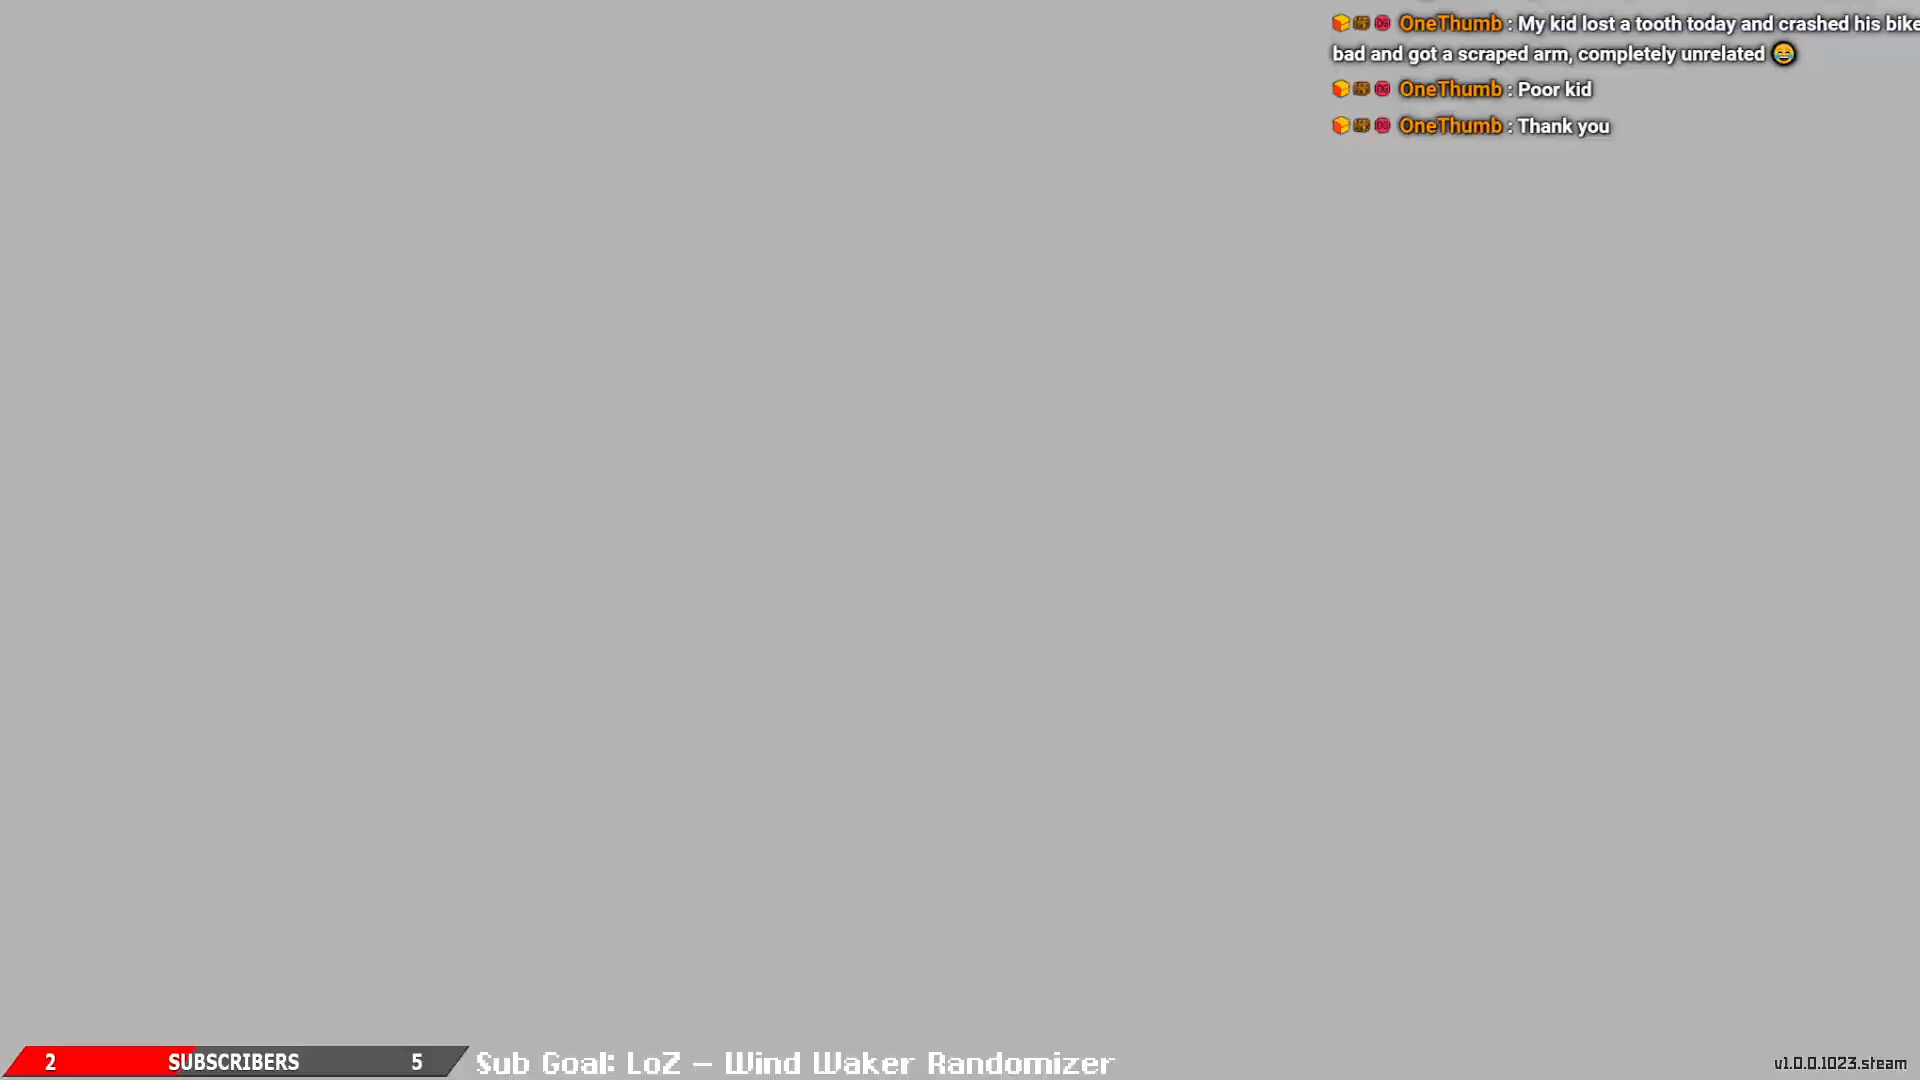 OneThumb : My kid lost a tooth today and crashed his bike
bad and got a scraped arm, completely unrelated 😂
OneThumb : Poor kid
OneThumb : Thank you
2 SUBSCRIBERS 5 Sub Goal: LoZ – Wind Waker Randomizer
v1.0.0.1023.steam